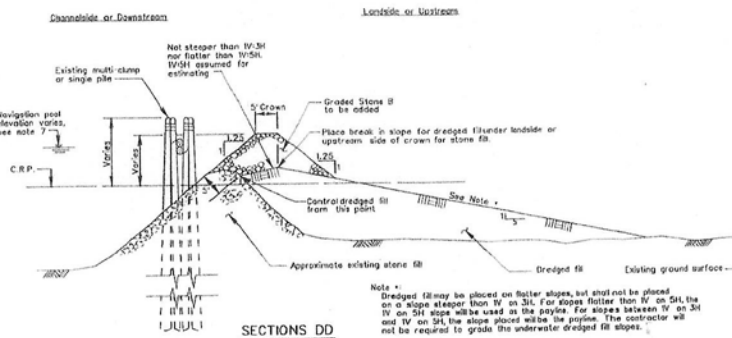 Channelside or Downstream
Landside or Upstream
Not steeper than 1V:3H
nor flatter than 1V:5H.
1V:5H assumed for
estimating
Existing multi-clump
or single pile
5' Crown
Graded Stone B
to be added
Navigation pool
elevation varies,
see note 7
Place break in slope for dredged fill under landside or
upstream side of crown for stone fill.
1.25
1
1.25
1
Varies
Varies
C.R.P.
5'
Control dredged fill
from this point
See Note *
1
5
Approximate existing stone fill
Dredged fill
Existing ground surface
Note *:
Dredged fill may be placed on flatter slopes, but shall not be placed
on a slope steeper than 1V on 3H. For slopes flatter than 1V on 5H, the
1V on 5H slope will be used as the payline. For slopes between 1V on 3H
and 1V on 5H, the slope placed will be the payline. The contractor will
not be required to grade the underwater dredged fill slopes.
SECTIONS DD